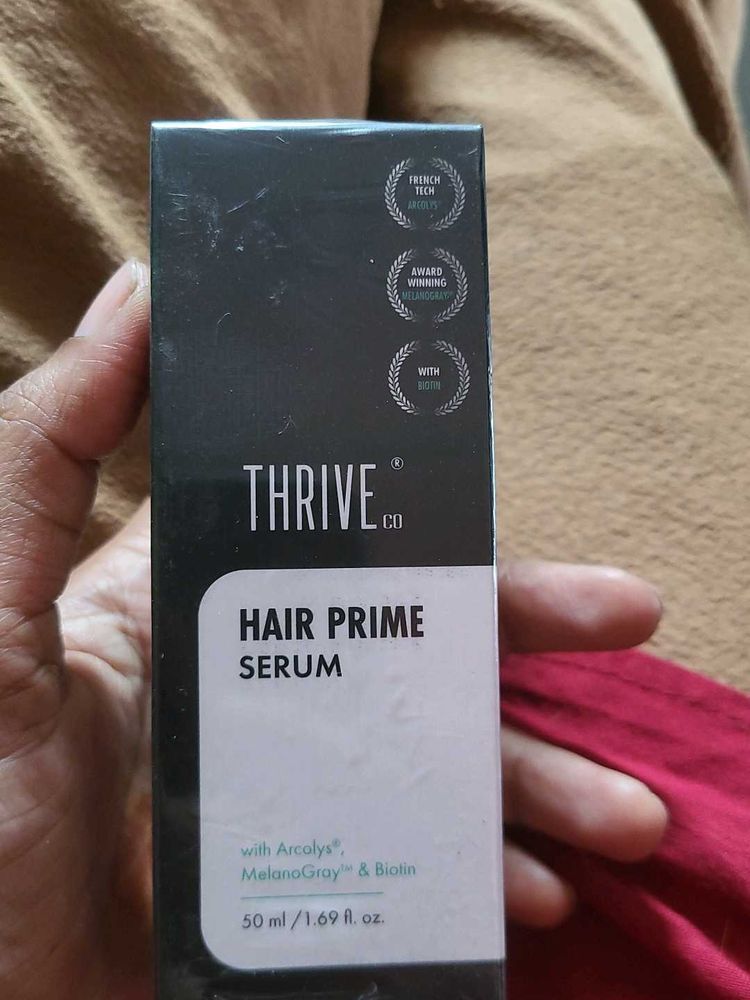 FRENCH
TECH
ARCOLYS®
AWARD
WINNING
MELANOGRAY™
WITH
BIOTIN
THRIVE®
CO
HAIR PRIME
SERUM
with Arcolys®,
MelanoGray™ & Biotin
50 ml / 1.69 fl. oz.